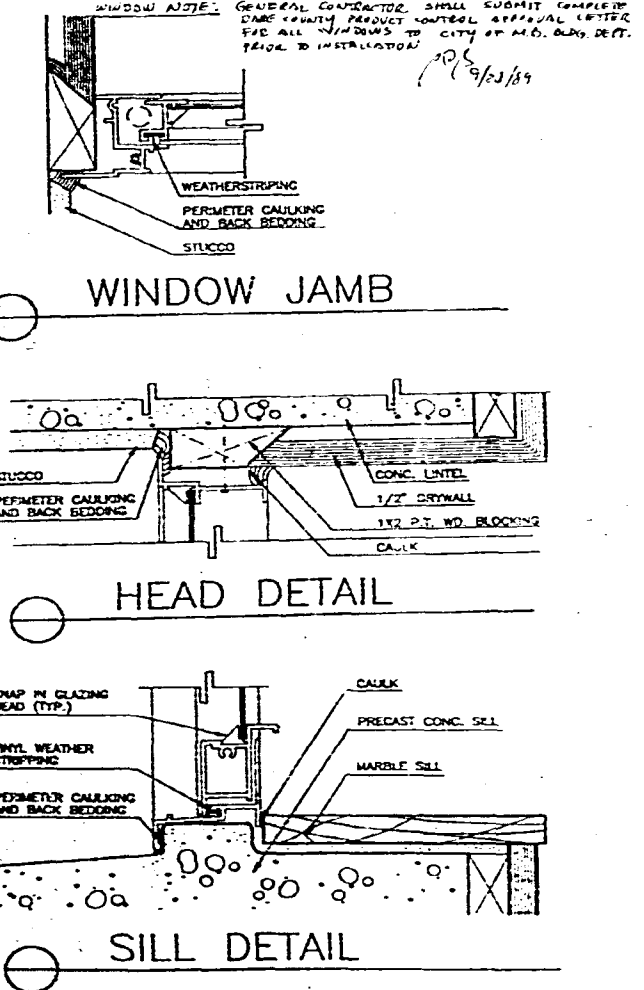 WINDOW NOTE: GENERAL CONTRACTOR SHALL SUBMIT COMPLETE
DADE COUNTY PRODUCT CONTROL APPROVAL LETTER
FOR ALL WINDOWS TO CITY OF M.B. BLDG. DEPT.
PRIOR TO INSTALLATION
9/28/89
WEATHERSTRIPING
PERIMETER CAULKING
AND BACK BEDDING
STUCCO
WINDOW JAMB
STUCCO
PERIMETER CAULKING
AND BACK BEDDING
CONC. LINTEL
1/2" DRYWALL
1X2 P.T. WD. BLOCKING
CAULK
HEAD DETAIL
SNAP IN GLAZING
BEAD (TYP.)
VINYL WEATHER
STRIPPING
PERIMETER CAULKING
AND BACK BEDDING
CAULK
PRECAST CONC. SILL
MARBLE SILL
SILL DETAIL